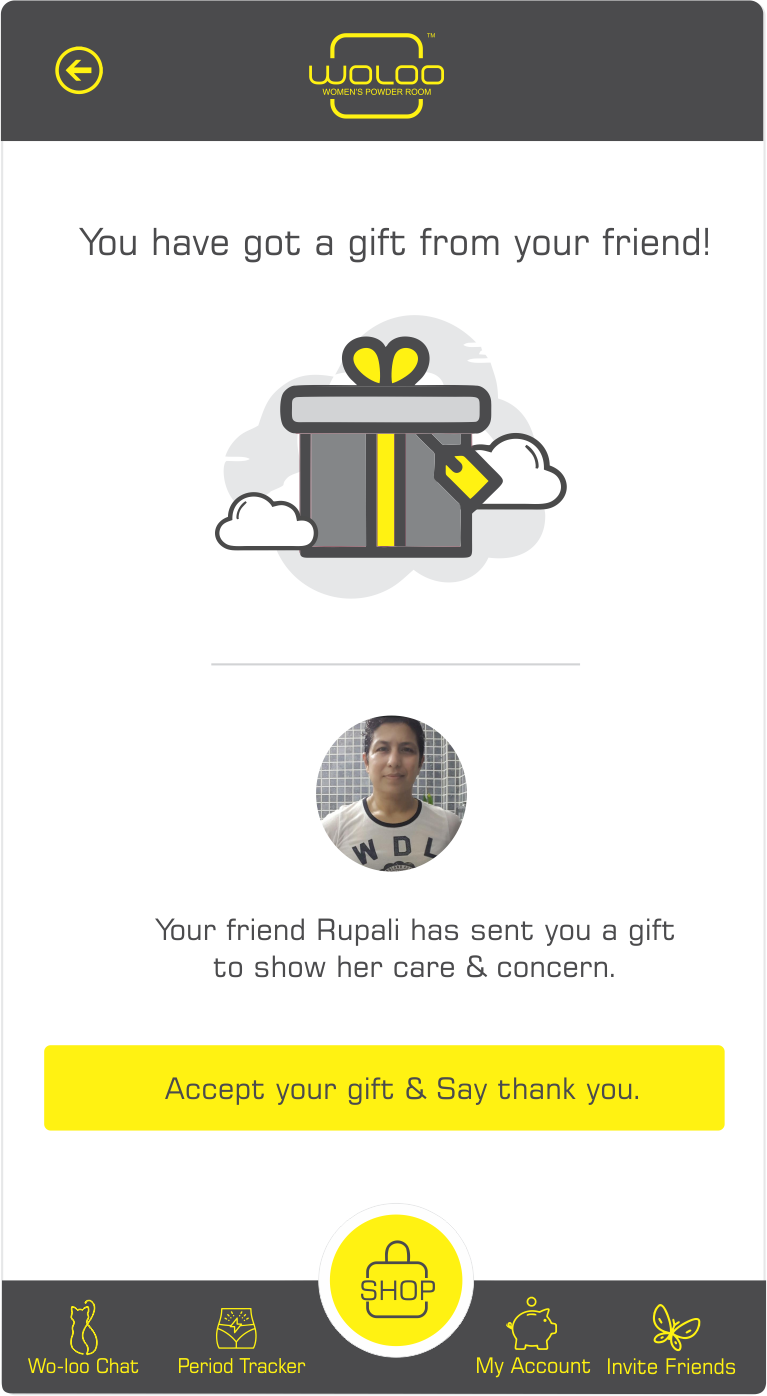 WOLOO
TM
WOMEN'S POWDER ROOM
You have got a gift from your friend!
WDL
Your friend Rupali has sent you a gift
to show her care & concern.
Accept your gift & Say thank you.
SHOP
Wo-loo Chat
Period Tracker
My Account
Invite Friends